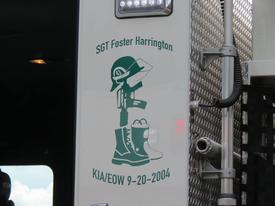 SGT Foster Harrington
KIA/EOW 9-20-2004